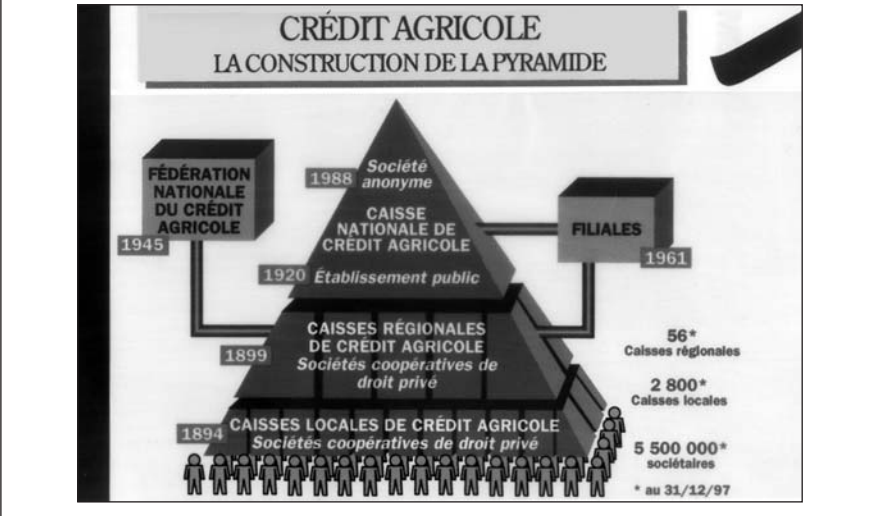 CRÉDIT AGRICOLE
LA CONSTRUCTION DE LA PYRAMIDE
FÉDÉRATION
NATIONALE
DU CRÉDIT
AGRICOLE
1945
1988
Société
anonyme
CAISSE
NATIONALE DE
CRÉDIT AGRICOLE
1920
Établissement public
FILIALES
1961
CAISSES RÉGIONALES
DE CRÉDIT AGRICOLE
Sociétés coopératives de
droit privé
1899
56*
Caisses régionales
2 800*
Caisses locales
1894
CAISSES LOCALES DE CRÉDIT AGRICOLE
Sociétés coopératives de droit privé
5 500 000*
sociétaires
* au 31/12/97